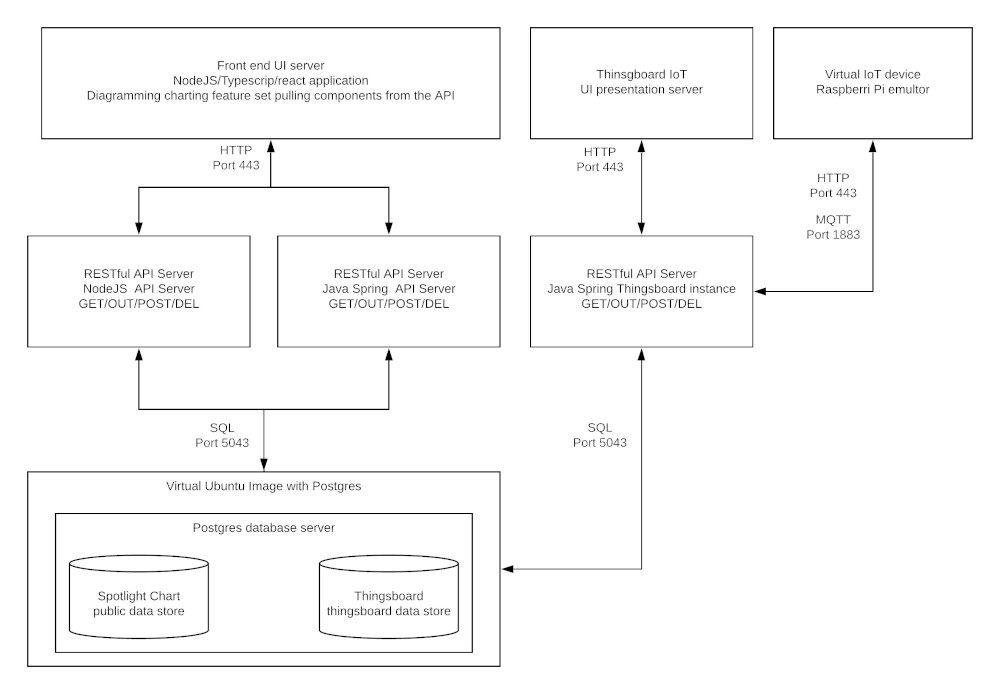 Front end UI server
NodeJS/Typescrip/react application
Diagramming charting feature set pulling components from the API
Thinsgboard IoT
UI presentation server
Virtual IoT device
Raspberri Pi emultor
HTTP
Port 443
HTTP
Port 443
HTTP
Port 443
MQTT
Port 1883
RESTful API Server
NodeJS API Server
GET/OUT/POST/DEL
RESTful API Server
Java Spring API Server
GET/OUT/POST/DEL
RESTful API Server
Java Spring Thingsboard instance
GET/OUT/POST/DEL
SQL
Port 5043
SQL
Port 5043
Virtual Ubuntu Image with Postgres
Postgres database server
Spotlight Chart
public data store
Thingsboard
thingsboard data store